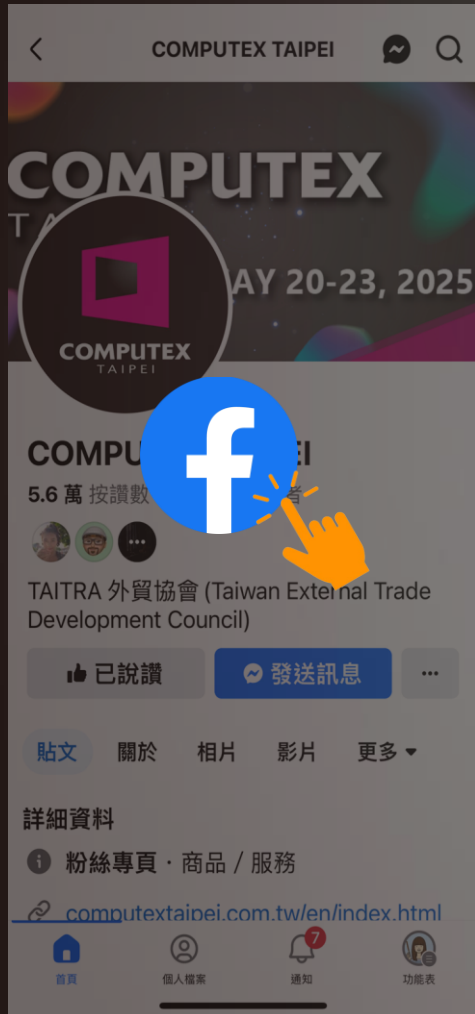 COMPUTEX TAIPEI
COMPUTEX
AY 20-23, 2025
COMPUTEX
TAIPEI
5.6 萬 按讚數 者
TAITRA 外貿協會 (Taiwan External Trade
Development Council)
已說讚
發送訊息
貼文
關於
相片
影片
更多
詳細資料
粉絲專頁 · 商品 / 服務
computextaipei.com.tw/en/index.html
7
首頁
個人檔案
通知
功能表